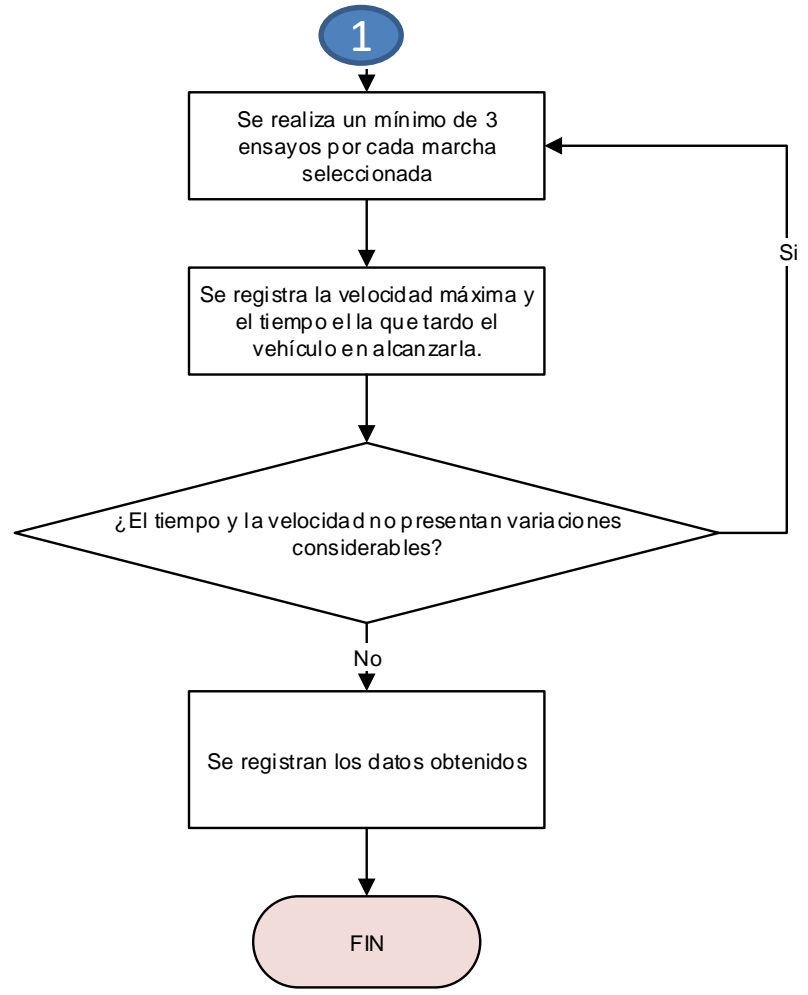 1
Se realiza un mínimo de 3
ensayos por cada marcha
seleccionada
Si
Se registra la velocidad máxima y
el tiempo el la que tardo el
vehículo en alcanzarla.
¿El tiempo y la velocidad no presentan variaciones
considerables?
No
Se registran los datos obtenidos
FIN